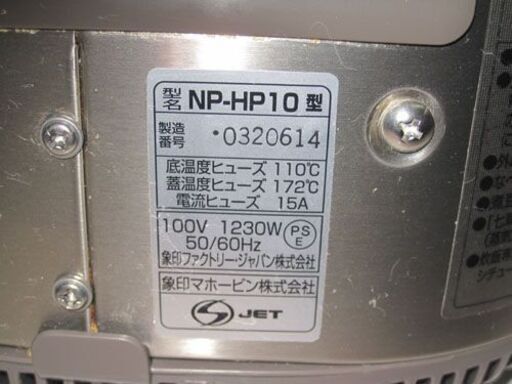 型名 NP-HP10 型
製造番号 ・0320614
底温度ヒューズ 110℃
蓋温度ヒューズ 172℃
電流ヒューズ 15A
100V 1230W
50/60Hz
PSE
象印ファクトリー・ジャパン株式会社
象印マホービン株式会社
S JET